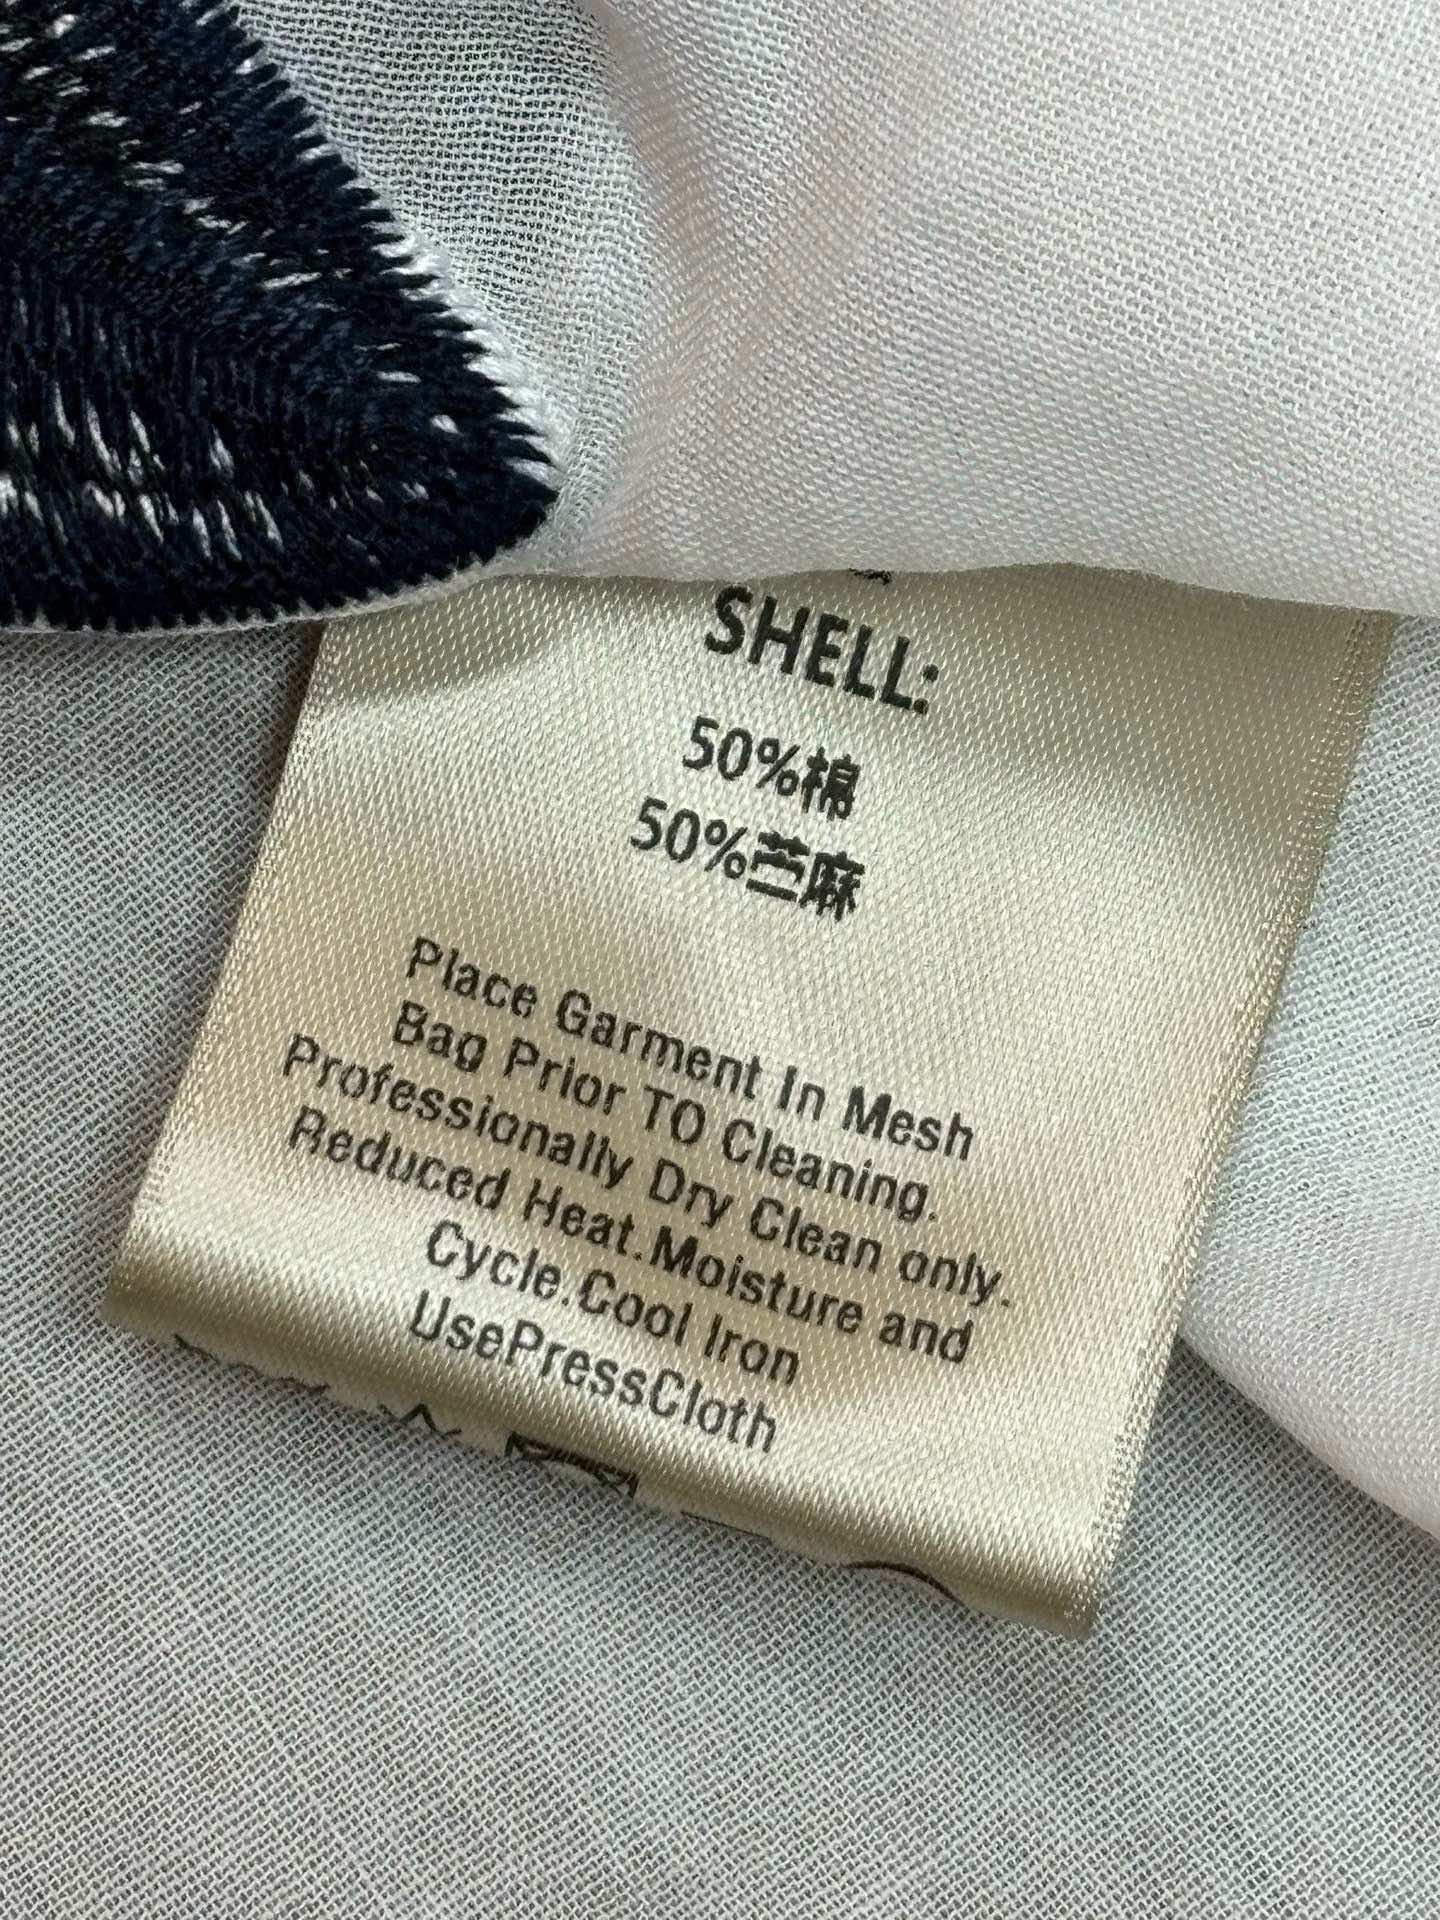 SHELL:
50%棉
50%苎麻
Place Garment In Mesh
Bag Prior TO Cleaning.
Professionally Dry Clean only.
Reduced Heat.Moisture and
Cycle.Cool Iron
UsePressCloth